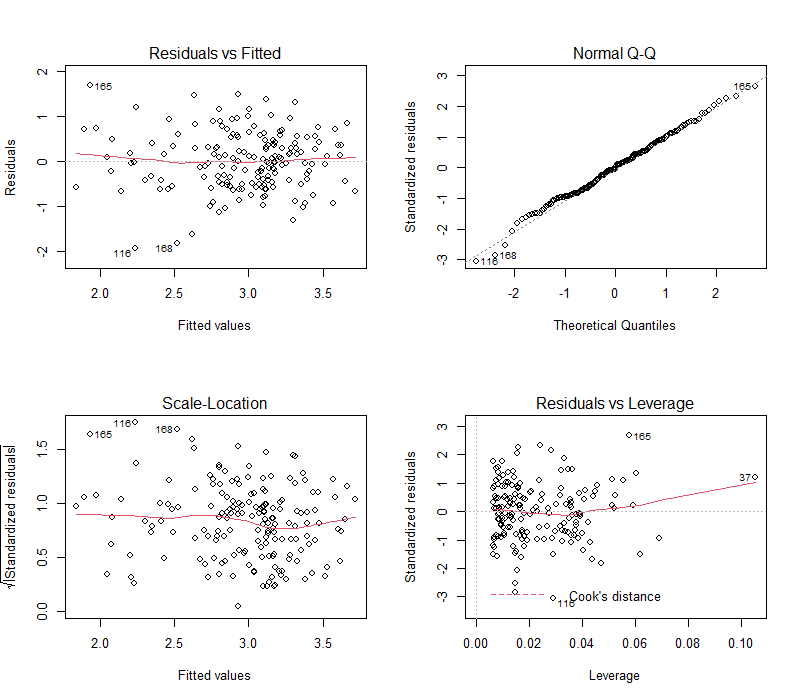 Residuals vs Fitted
Residuals
2
1
0
-1
-2
165
116
168
2.0 2.5 3.0 3.5
Fitted values
Normal Q-Q
Standardized residuals
3
2
1
0
-1
-2
-3
165
116
168
-2 -1 0 1 2
Theoretical Quantiles
Scale-Location
√|Standardized residuals|
1.5
1.0
0.5
0.0
165
116
168
2.0 2.5 3.0 3.5
Fitted values
Residuals vs Leverage
Standardized residuals
3
2
1
0
-1
-2
-3
165
37
116
Cook's distance
0.00 0.02 0.04 0.06 0.08 0.10
Leverage